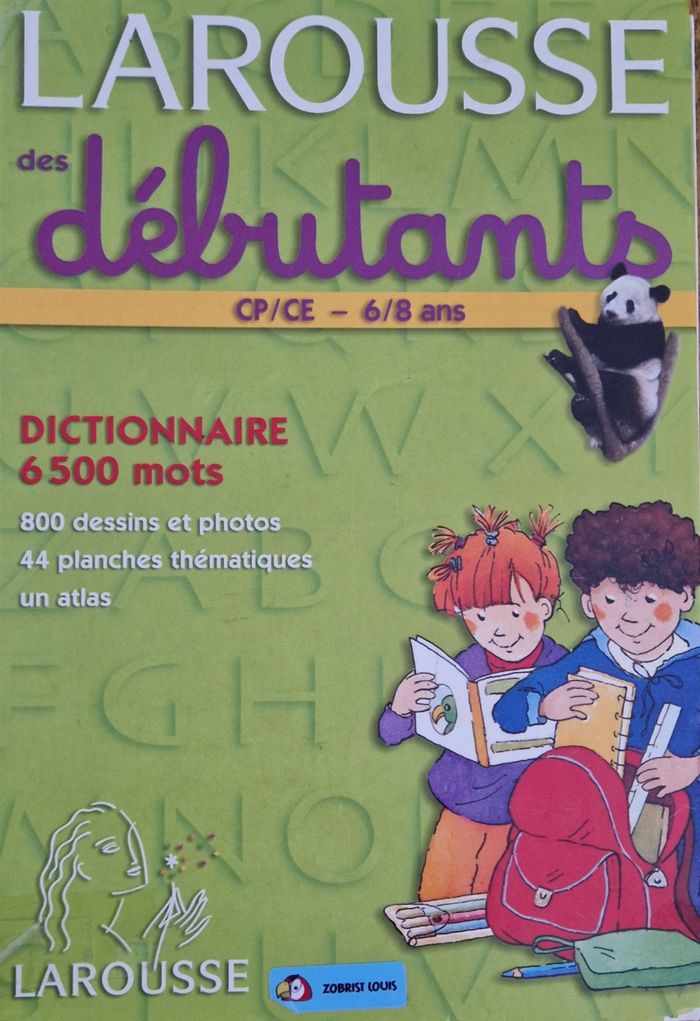 LAROUSSE
des
débutants
CP/CE – 6/8 ans
DICTIONNAIRE
6 500 mots
800 dessins et photos
44 planches thématiques
un atlas
LAROUSSE
ZOBRIST LOUIS